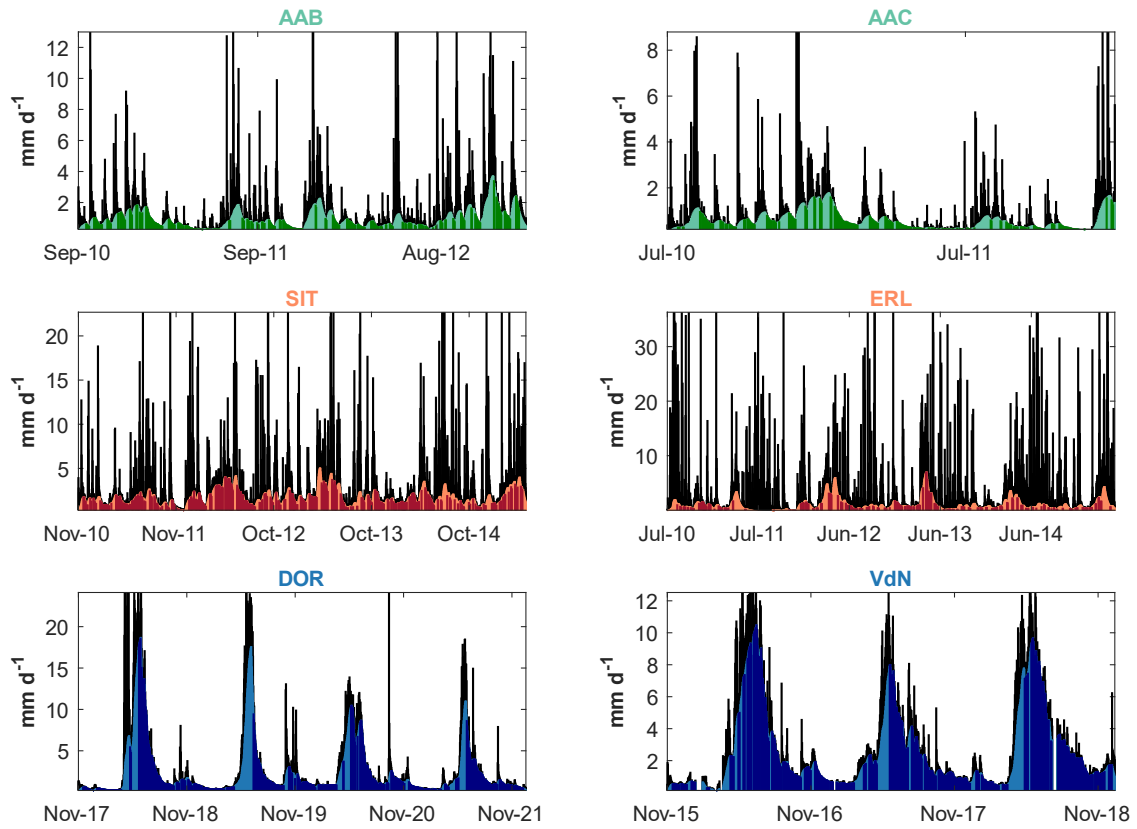 AAB
mm d⁻¹
12
10
8
6
4
2
Sep-10 Sep-11 Aug-12
AAC
mm d⁻¹
8
6
4
2
Jul-10 Jul-11
SIT
mm d⁻¹
20
15
10
5
Nov-10 Nov-11 Oct-12 Oct-13 Oct-14
ERL
mm d⁻¹
30
20
10
Jul-10 Jul-11 Jun-12 Jun-13 Jun-14
DOR
mm d⁻¹
20
15
10
5
Nov-17 Nov-18 Nov-19 Nov-20 Nov-21
VdN
mm d⁻¹
12
10
8
6
4
2
Nov-15 Nov-16 Nov-17 Nov-18